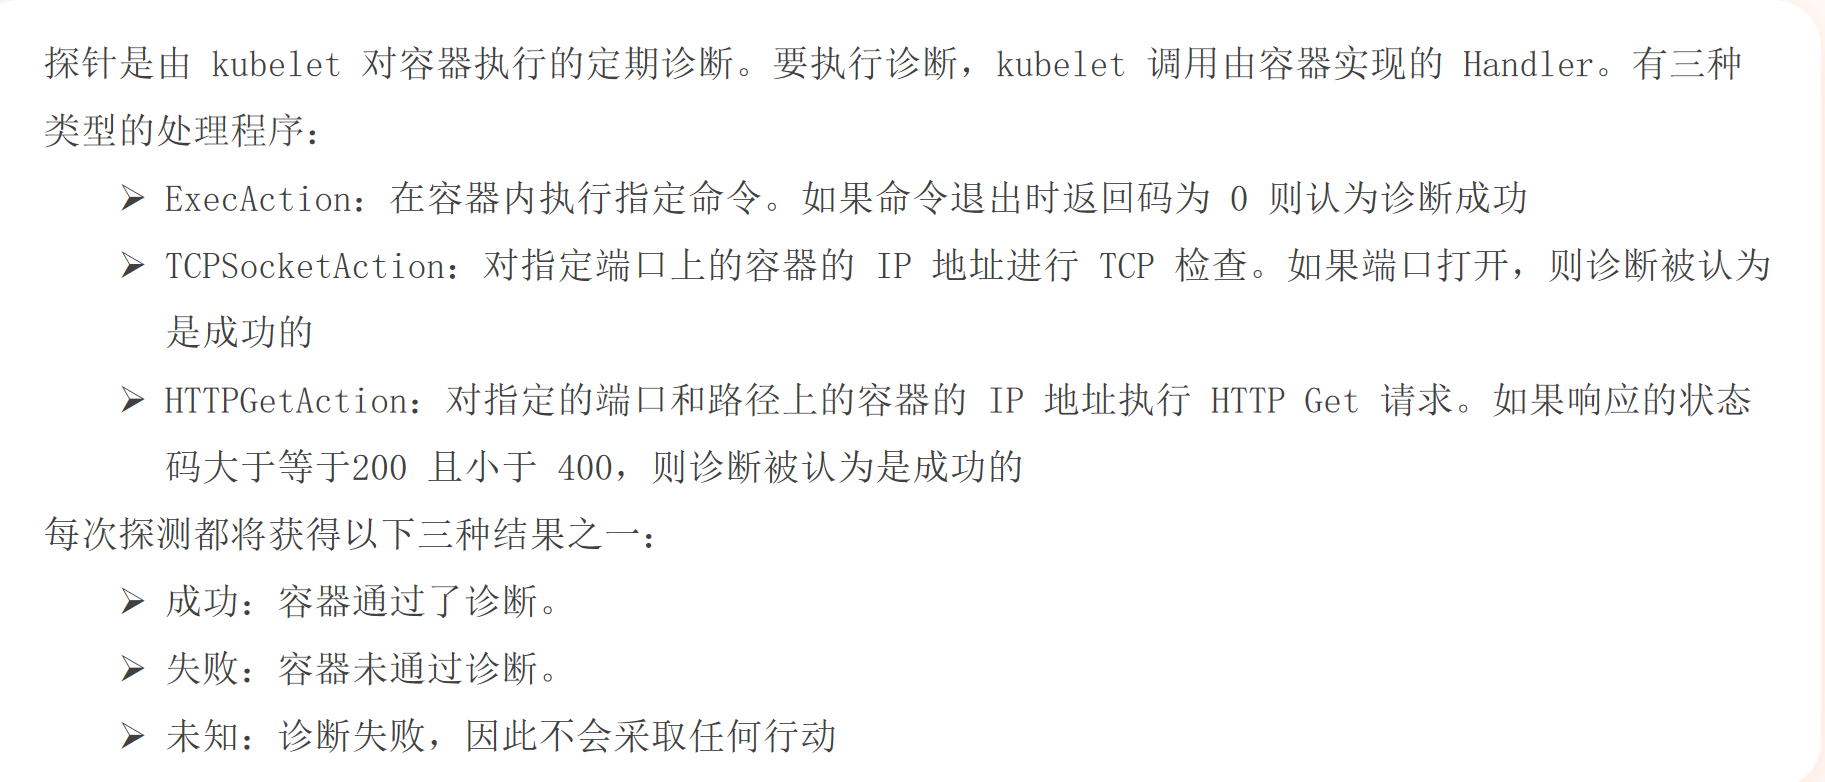 探针是由 kubelet 对容器执行的定期诊断。要执行诊断，kubelet 调用由容器实现的 Handler。有三种
类型的处理程序：
➢ ExecAction：在容器内执行指定命令。如果命令退出时返回码为 0 则认为诊断成功
➢ TCPSocketAction：对指定端口上的容器的 IP 地址进行 TCP 检查。如果端口打开，则诊断被认为
是成功的
➢ HTTPGetAction：对指定的端口和路径上的容器的 IP 地址执行 HTTP Get 请求。如果响应的状态
码大于等于200 且小于 400，则诊断被认为是成功的
每次探测都将获得以下三种结果之一：
➢ 成功：容器通过了诊断。
➢ 失败：容器未通过诊断。
➢ 未知：诊断失败，因此不会采取任何行动